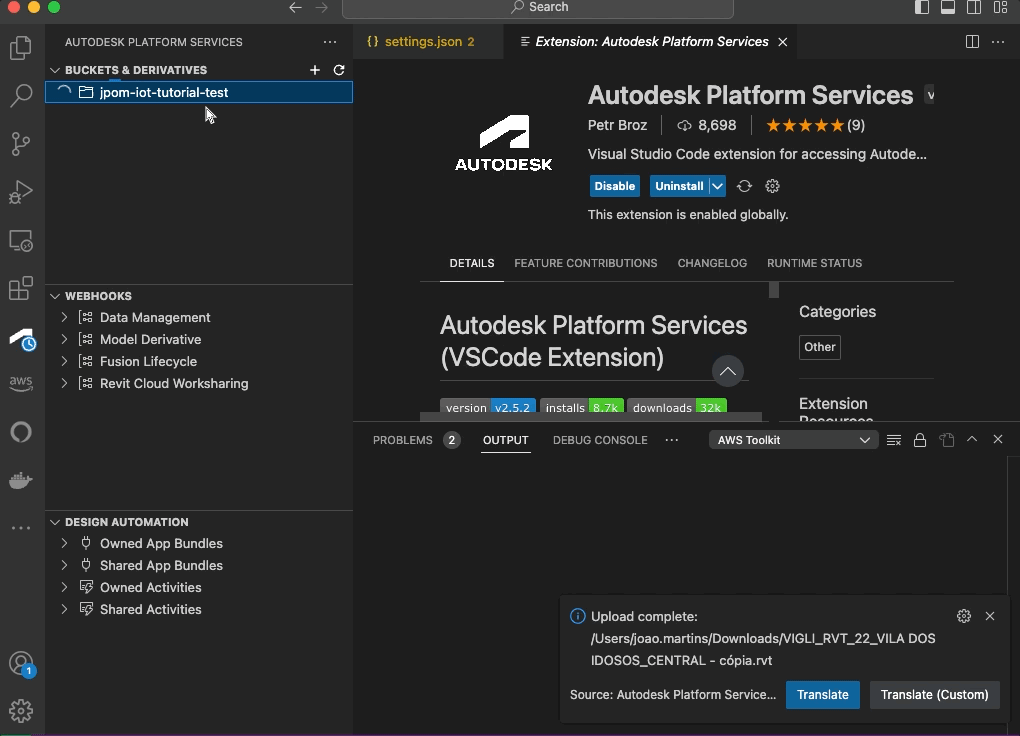 Search
AUTODESK PLATFORM SERVICES
BUCKETS & DERIVATIVES
jpom-iot-tutorial-test
WEBHOOKS
Data Management
Model Derivative
Fusion Lifecycle
Revit Cloud Worksharing
DESIGN AUTOMATION
Owned App Bundles
Shared App Bundles
Owned Activities
Shared Activities
aws
1
{} settings.json 2
Extension: Autodesk Platform Services
AUTODESK
Autodesk Platform Services v
Petr Broz 8,698 ★★★★★ (9)
Visual Studio Code extension for accessing Autode...
Disable Uninstall
This extension is enabled globally.
DETAILS FEATURE CONTRIBUTIONS CHANGELOG RUNTIME STATUS
Autodesk Platform Services
(VSCode Extension)
version v2.5.2 installs 8.7k downloads 32k
Categories
Other
Extension
Resources
PROBLEMS 2 OUTPUT DEBUG CONSOLE ··· AWS Toolkit
Upload complete:
/Users/joao.martins/Downloads/VIGLI_RVT_22_VILA DOS
IDOSOS_CENTRAL - cópia.rvt
Source: Autodesk Platform Service... Translate Translate (Custom)